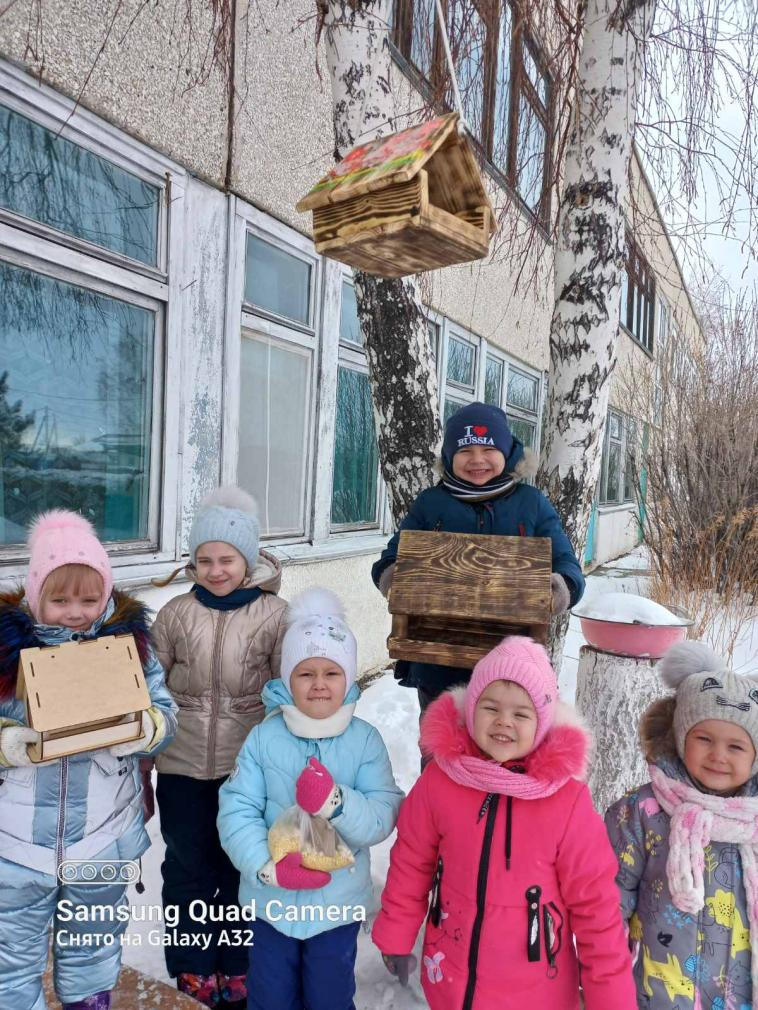 I ❤ RUSSIA
Samsung Quad Camera
Снято на Galaxy A32